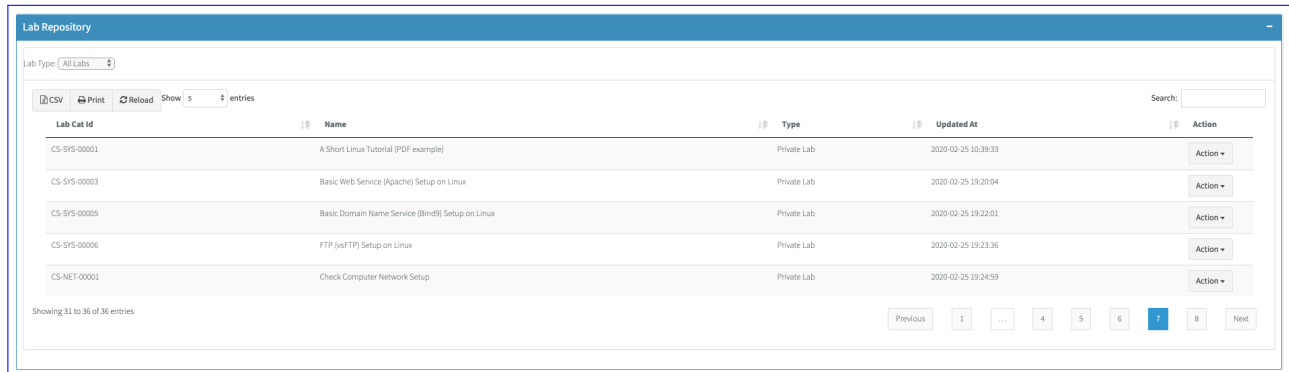 Lab Repository –
Lab Type: All Labs
CSV Print Reload Show 5 entries Search:
Lab Cat Id Name Type Updated At Action
CS-SYS-00001 A Short Linux Tutorial (PDF example) Private Lab 2020-02-25 10:39:33 Action
CS-SYS-00003 Basic Web Service (Apache) Setup on Linux Private Lab 2020-02-25 19:20:04 Action
CS-SYS-00005 Basic Domain Name Service (Bind9) Setup on Linux Private Lab 2020-02-25 19:22:01 Action
CS-SYS-00006 FTP (vsFTP) Setup on Linux Private Lab 2020-02-25 19:23:36 Action
CS-NET-00001 Check Computer Network Setup Private Lab 2020-02-25 19:24:59 Action
Showing 31 to 36 of 36 entries Previous 1 ... 4 5 6 7 8 Next